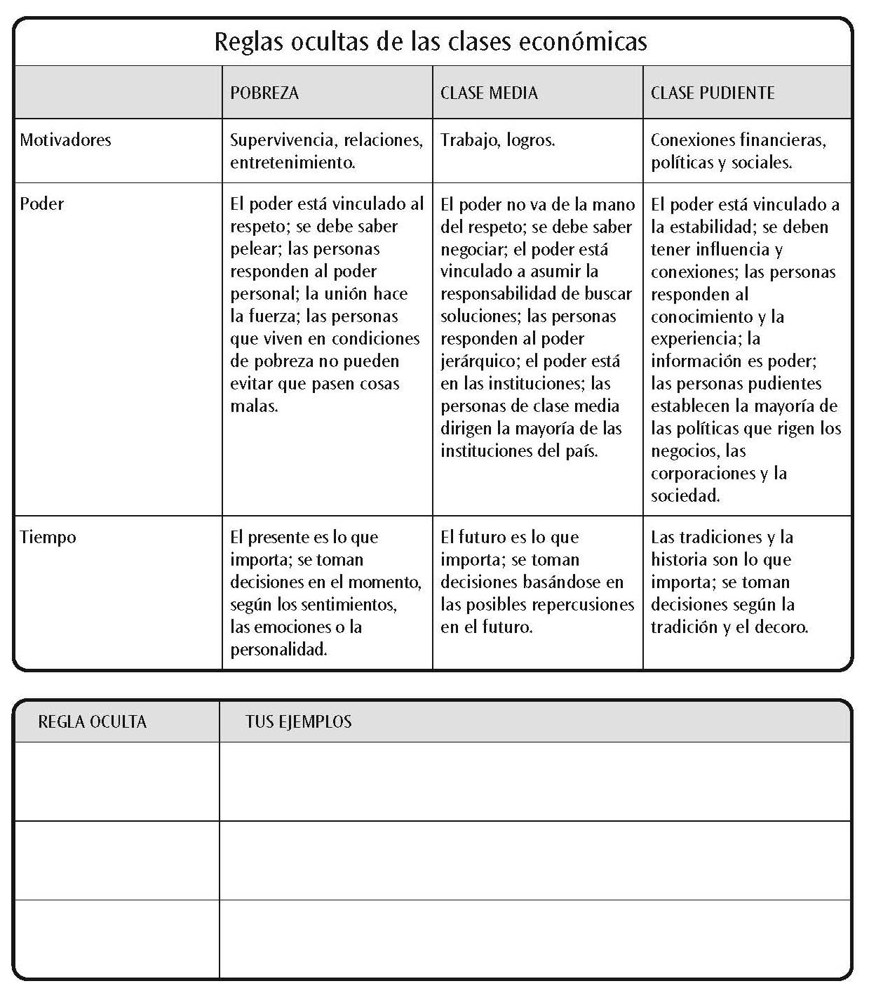 Reglas ocultas de las clases económicas
POBREZA
CLASE MEDIA
CLASE PUDIENTE
Motivadores
Supervivencia, relaciones,
entretenimiento.
Trabajo, logros.
Conexiones financieras,
políticas y sociales.
Poder
El poder está vinculado al
respeto; se debe saber
pelear; las personas
responden al poder
personal; la unión hace
la fuerza; las personas
que viven en condiciones
de pobreza no pueden
evitar que pasen cosas
malas.
El poder no va de la mano
del respeto; se debe saber
negociar; el poder está
vinculado a asumir la
responsabilidad de buscar
soluciones; las personas
responden al poder
jerárquico; el poder está
en las instituciones; las
personas de clase media
dirigen la mayoría de las
instituciones del país.
El poder está vinculado a
la estabilidad; se deben
tener influencia y
conexiones; las personas
responden al
conocimiento y la
experiencia; la
información es poder;
las personas pudientes
establecen la mayoría de
las políticas que rigen los
negocios, las
corporaciones y la
sociedad.
Tiempo
El presente es lo que
importa; se toman
decisiones en el momento,
según los sentimientos,
las emociones o la
personalidad.
El futuro es lo que
importa; se toman
decisiones basándose en
las posibles repercusiones
en el futuro.
Las tradiciones y la
historia son lo que
importa; se toman
decisiones según la
tradición y el decoro.
REGLA OCULTA
TUS EJEMPLOS